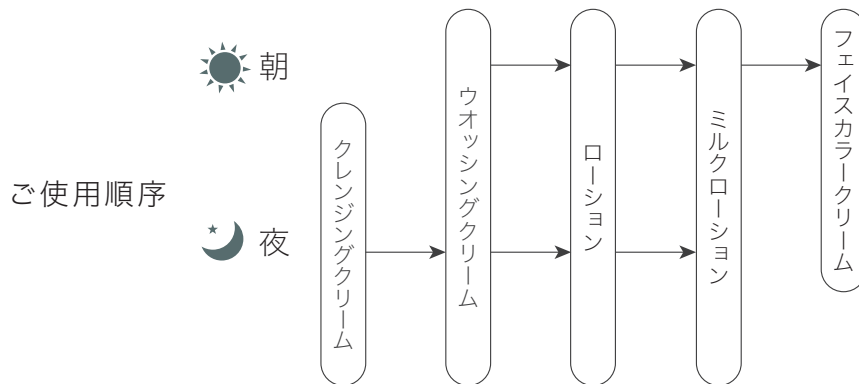 ご使用順序
朝
夜
クレンジングクリーム
ウオッシングクリーム
ローション
ミルクローション
フェイスカラークリーム